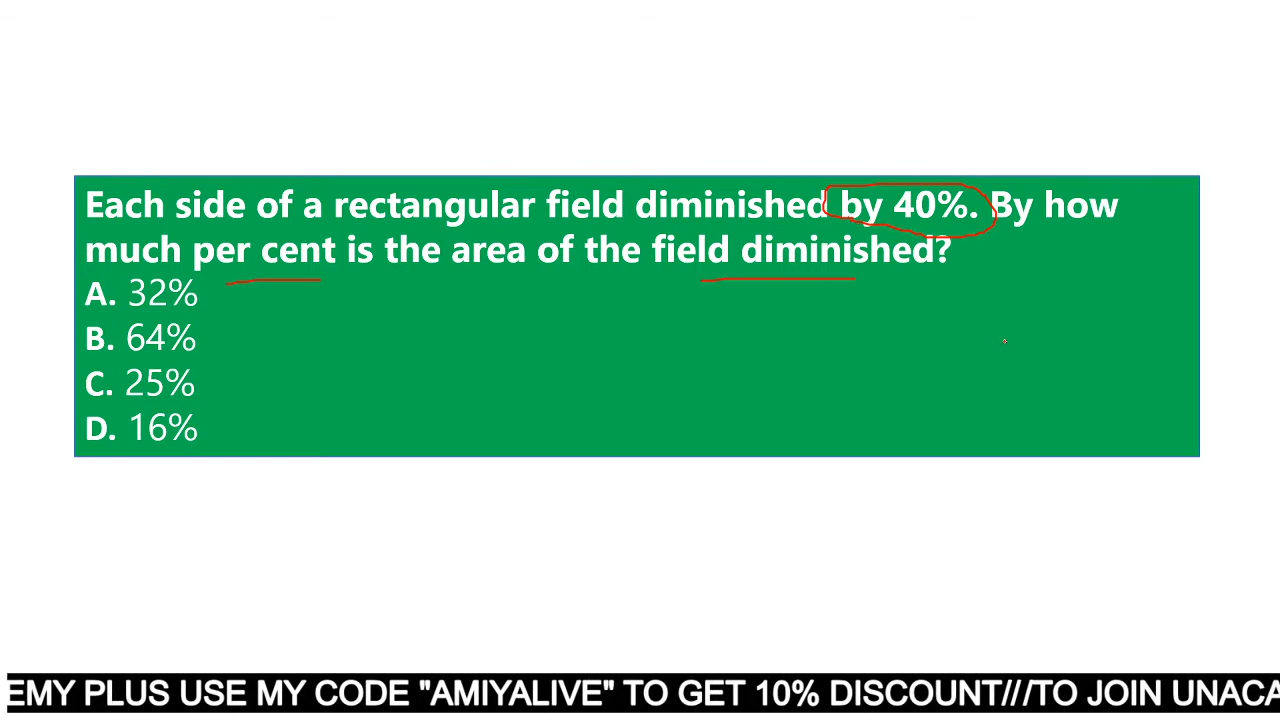 Each side of a rectangular field diminished by 40%. By how
much per cent is the area of the field diminished?
A. 32%
B. 64%
C. 25%
D. 16%
EMY PLUS USE MY CODE "AMIYALIVE" TO GET 10% DISCOUNT///TO JOIN UNACA